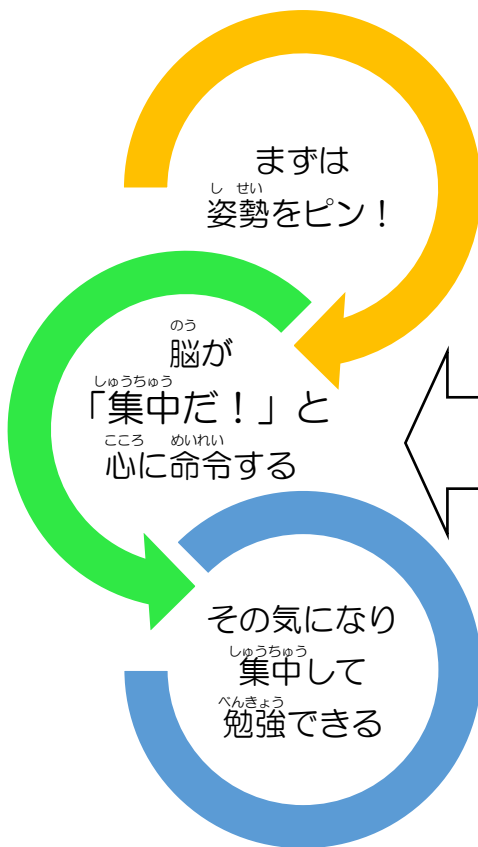 まずは
し せい
姿勢をピン！
のう
脳が
しゅうちゅう
「集中だ！」と
こころ めいれい
心に命令する
その気になり
しゅうちゅう
集中して
べんきょう
勉強できる